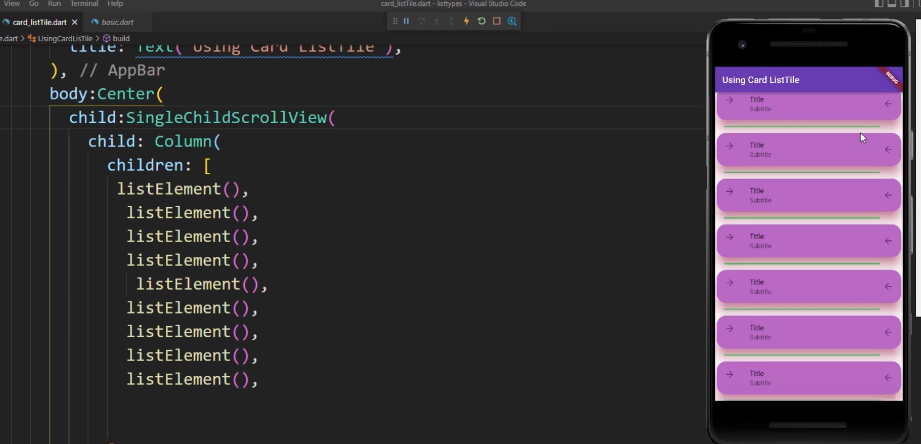 View Go Run Terminal Help
card_listTile.dart - listtypes - Visual Studio Code
card_listTile.dart
basic.dart
e.dart > UsingCardLisTile > build
title: Text("Using Card ListTile"),
), // AppBar
body:Center(
child:SingleChildScrollView(
child: Column(
children: [
listElement(),
listElement(),
listElement(),
listElement(),
listElement(),
listElement(),
listElement(),
listElement(),
listElement(),
Using Card ListTile
DEBUG
Title
Subtitle
Title
Subtitle
Title
Subtitle
Title
Subtitle
Title
Subtitle
Title
Subtitle
Title
Subtitle